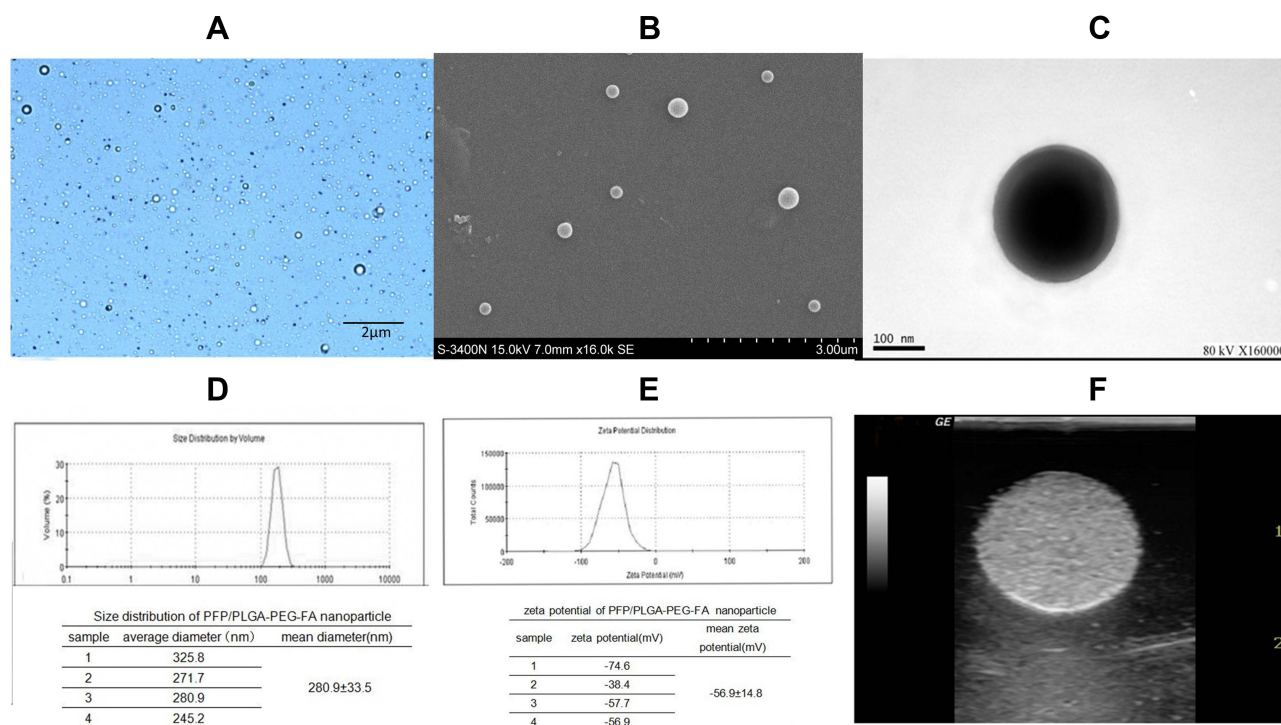 A
B
C
2μm
S-3400N 15.0kV 7.0mm x16.0k SE
3.00um
100 nm
80 kV X160000
D
E
F
Size Distribution by Volume
Volume (%)
30
20
10
0
0.1
1
10
100
1000
10000
Size distribution of PFP/PLGA-PEG-FA nanoparticle
sample average diameter (nm) mean diameter(nm)
1 325.8
2 271.7
3 280.9
4 245.2
280.9±33.5
Zeta Potential Distribution
Total Counts
150000
100000
50000
0
-200
-100
0
100
200
Zeta Potential (mV)
zeta potential of PFP/PLGA-PEG-FA nanoparticle
sample zeta potential(mV) mean zeta potential(mV)
1 -74.6
2 -38.4
3 -57.7
4 -56.9
-56.9±14.8
GE
1
2